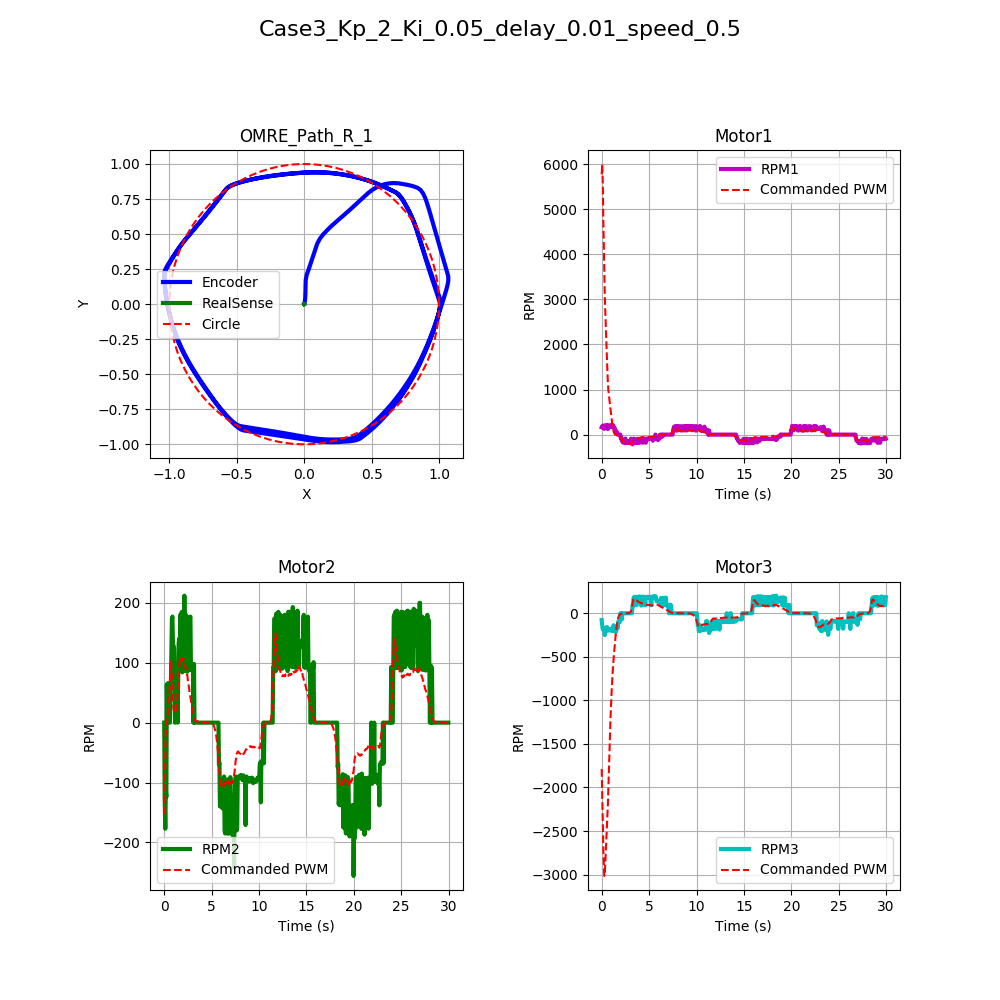 Case3_Kp_2_Ki_0.05_delay_0.01_speed_0.5
OMRE_Path_R_1
1.00
0.75
0.50
0.25
0.00
−0.25
−0.50
−0.75
−1.00
Y
Encoder
RealSense
Circle
−1.0 −0.5 0.0 0.5 1.0
X
Motor1
6000
5000
4000
3000
2000
1000
0
RPM
RPM1
Commanded PWM
0 5 10 15 20 25 30
Time (s)
Motor2
200
100
0
−100
−200
RPM
RPM2
Commanded PWM
0 5 10 15 20 25 30
Time (s)
Motor3
0
−500
−1000
−1500
−2000
−2500
−3000
RPM
RPM3
Commanded PWM
0 5 10 15 20 25 30
Time (s)